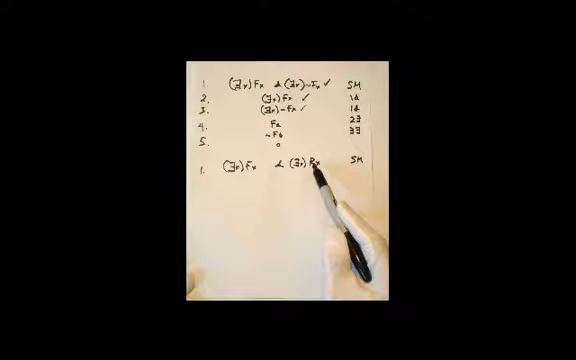 1. (∃x)Fx & (∃x)~Fx ✓ SM
2. (∃x)Fx ✓ 1&
3. (∃x)~Fx ✓ 1&
4. Fa 2∃
5. ~Fb 3∃
o
1. (∃x)Fx & (∃x) Fx SM